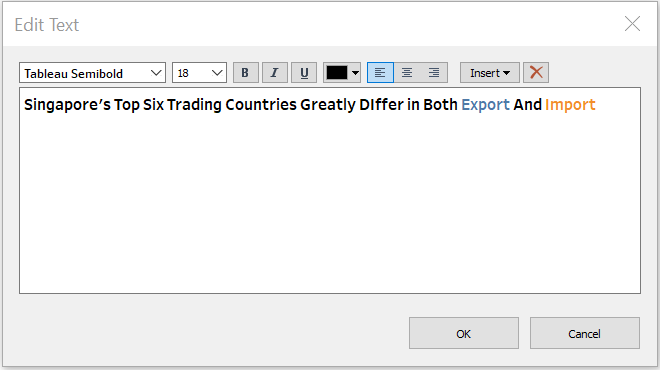 Edit Text
Tableau Semibold 18 B I U Insert
Singapore's Top Six Trading Countries Greatly DIffer in Both Export And Import
OK Cancel